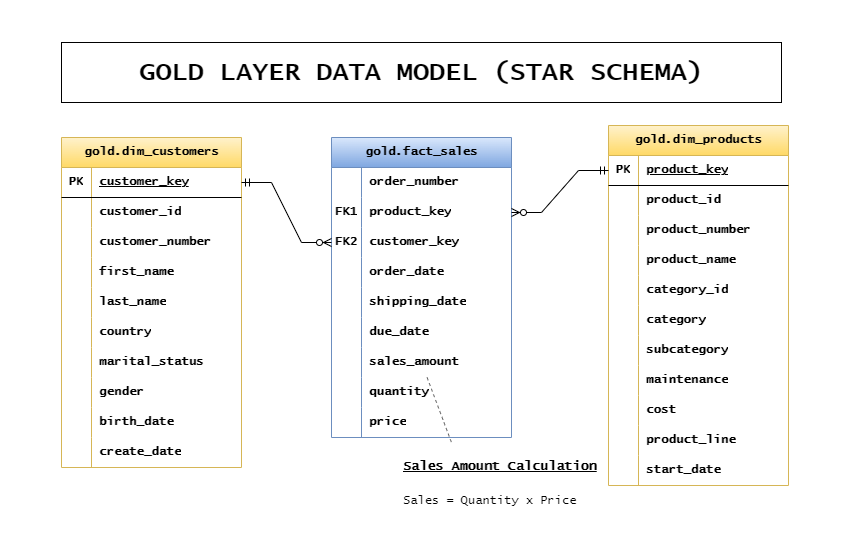 GOLD LAYER DATA MODEL (STAR SCHEMA)
gold.dim_customers
PK customer_key
customer_id
customer_number
first_name
last_name
country
marital_status
gender
birth_date
create_date
gold.fact_sales
order_number
FK1 product_key
FK2 customer_key
order_date
shipping_date
due_date
sales_amount
quantity
price
Sales Amount Calculation
Sales = Quantity x Price
gold.dim_products
PK product_key
product_id
product_number
product_name
category_id
category
subcategory
maintenance
cost
product_line
start_date